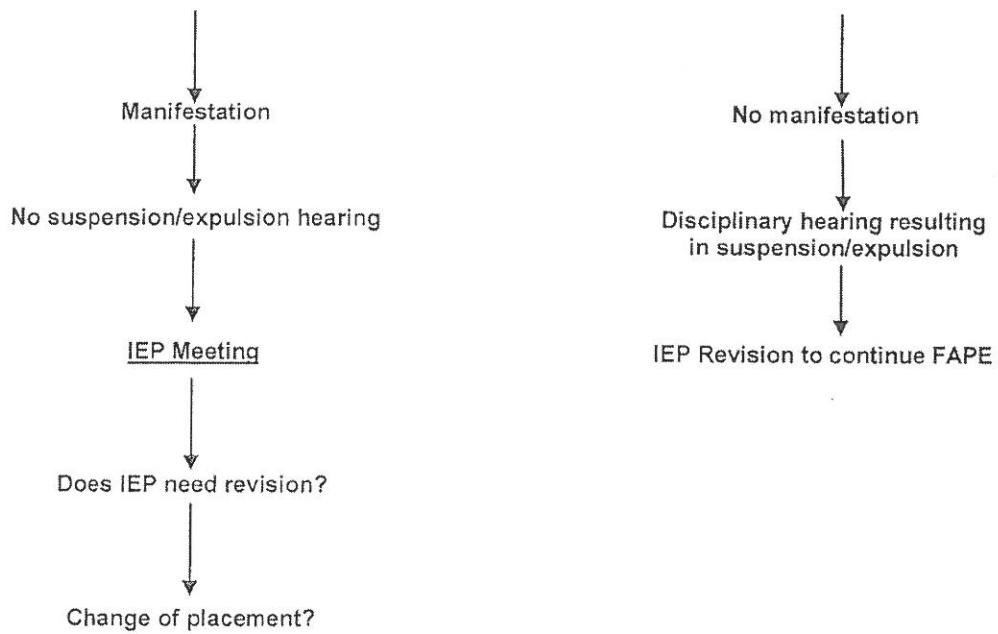 Manifestation
No suspension/expulsion hearing
IEP Meeting
Does IEP need revision?
Change of placement?
No manifestation
Disciplinary hearing resulting
in suspension/expulsion
IEP Revision to continue FAPE